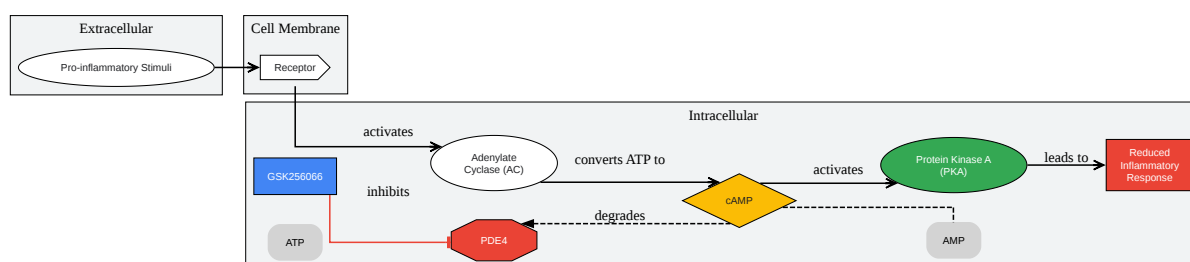 Extracellular
Pro-inflammatory Stimuli
Cell Membrane
Receptor
Intracellular
activates
Adenylate
Cyclase (AC)
converts ATP to
cAMP
activates
Protein Kinase A
(PKA)
leads to
Reduced
Inflammatory
Response
GSK256066
inhibits
degrades
ATP
PDE4
AMP